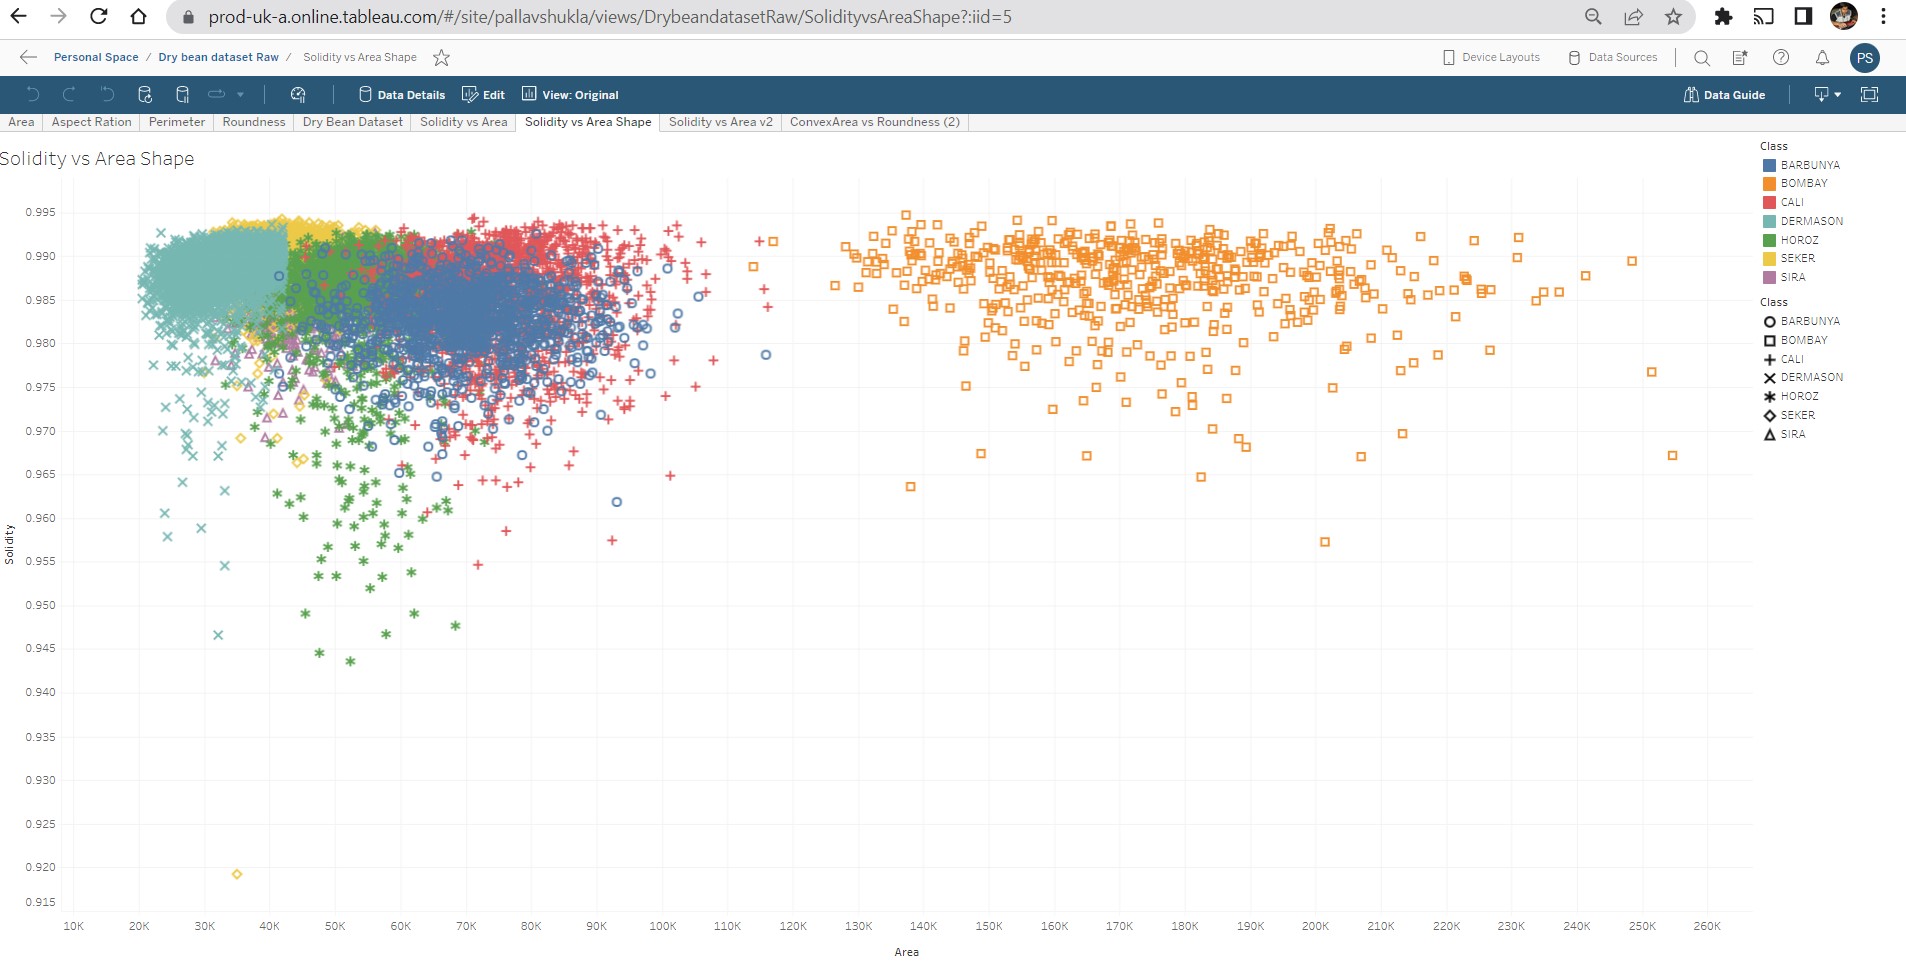 prod-uk-a.online.tableau.com/#/site/pallavshukla/views/DrybeandatasetRaw/SolidityvsAreaShape?:iid=5
Personal Space / Dry bean dataset Raw / Solidity vs Area Shape
Device Layouts
Data Sources
PS
Data Details
Edit
View: Original
Data Guide
Area
Aspect Ration
Perimeter
Roundness
Dry Bean Dataset
Solidity vs Area
Solidity vs Area Shape
Solidity vs Area v2
ConvexArea vs Roundness (2)
Solidity vs Area Shape
Class
BARBUNYA
BOMBAY
CALI
DERMASON
HOROZ
SEKER
SIRA
Class
BARBUNYA
BOMBAY
CALI
DERMASON
HOROZ
SEKER
SIRA
0.995
0.990
0.985
0.980
0.975
0.970
0.965
0.960
0.955
0.950
0.945
0.940
0.935
0.930
0.925
0.920
0.915
Solidity
10K 20K 30K 40K 50K 60K 70K 80K 90K 100K 110K 120K 130K 140K 150K 160K 170K 180K 190K 200K 210K 220K 230K 240K 250K 260K
Area